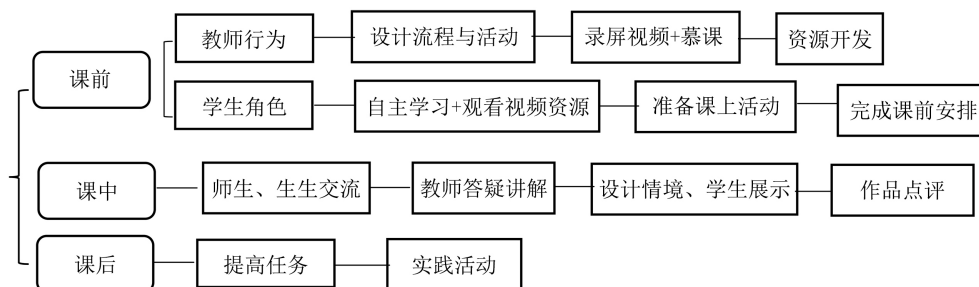 教师行为 设计流程与活动 录屏视频+慕课 资源开发
课前
学生角色 自主学习+观看视频资源 准备课上活动 完成课前安排
课中 师生、生生交流 教师答疑讲解 设计情境、学生展示 作品点评
课后 提高任务 实践活动